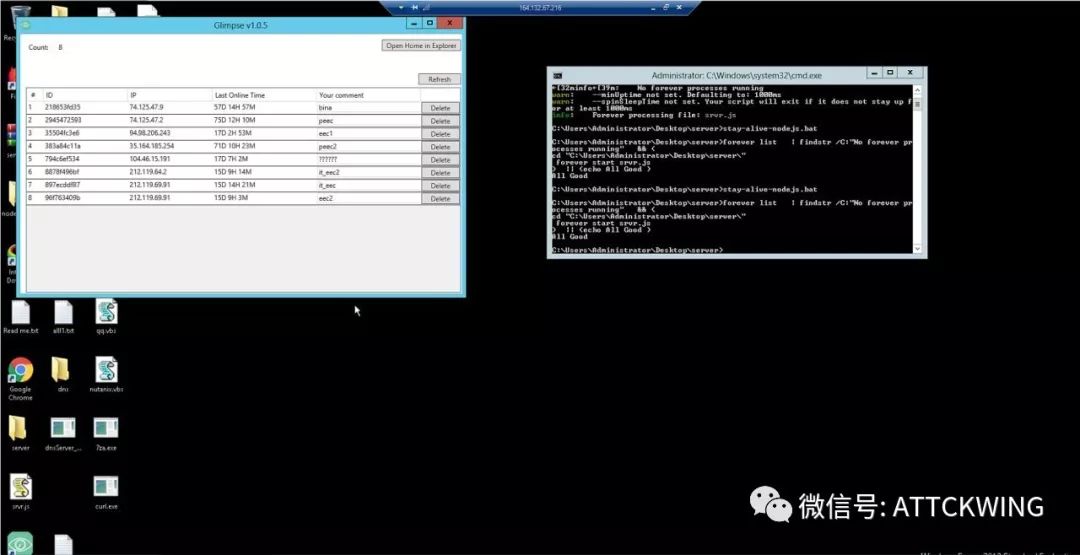 164.132.67.216
Glimpse v1.0.5
Count: 8
Open Home in Explorer
Refresh
# ID IP Last Online Time Your comment
1 218653fd35 74.125.47.9 57D 14H 57M bina Delete
2 2945472593 74.125.47.2 75D 12H 10M peec Delete
3 35504fc3e6 94.98.206.243 17D 2H 53M eec1 Delete
4 383a84c11a 35.164.185.254 71D 10H 23M peec2 Delete
5 794c6ef534 104.46.15.191 17D 7H 2M ?????? Delete
6 8878f496bf 212.119.64.2 15D 9H 14M it_eec2 Delete
7 212.119.69.91 15D 14H 21M it_eec Delete
8 96f763409b 212.119.69.91 15D 9H 3M eec2 Delete
Administrator: C:\Windows\system32\cmd.exe
No forever processes running
warn: --minUptime not set. Defaulting to: 1000ms
warn: --spinSleepTime not set. Your script will exit if it does not stay up f
or at least 1000ms
info: Forever processing file: srvr.js
C:\Users\Administrator\Desktop\server>stay-alive-nodejs.bat
C:\Users\Administrator\Desktop\server>forever list | findstr /C:"No forever pr
ocesses running" && (
cd "C:\Users\Administrator\Desktop\server\"
forever start srvr.js
) || (echo All Good )
All Good
C:\Users\Administrator\Desktop\server>stay-alive-nodejs.bat
C:\Users\Administrator\Desktop\server>forever list | findstr /C:"No forever pr
ocesses running" && (
cd "C:\Users\Administrator\Desktop\server\"
forever start srvr.js
) || (echo All Good )
All Good
C:\Users\Administrator\Desktop\server>
Read me.txt
qq.vbs
Google
Chrome
dns
nutanix.vbs
server
dnsServer_...
7za.exe
srvr.js
curl.exe
微信号: ATTCKWING